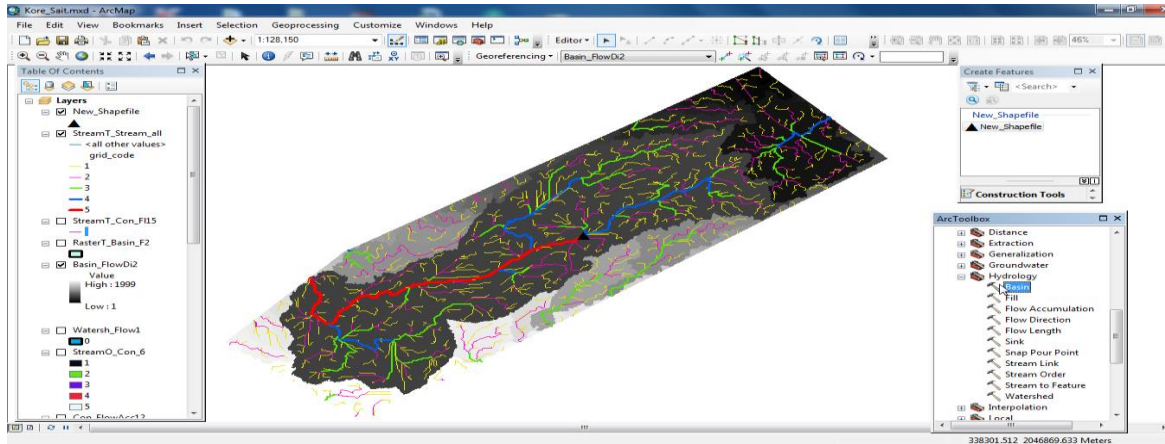 Kore_Sait.mxd - ArcMap
File Edit View Bookmarks Insert Selection Geoprocessing Customize Windows Help
1:128,150
Editor
46%
Georeferencing
Basin_FlowDi2
Table Of Contents
Layers
New_Shapefile
StreamT_Stream_all
<all other values>
grid_code
1
2
3
4
5
StreamT_Con_Fl15
RasterT_Basin_F2
Basin_FlowDi2
Value
High : 1999
Low : 1
Watersh_Flow1
0
StreamO_Con_6
1
2
3
4
5
Con_FlowAcc12
Create Features
<Search>
New_Shapefile
New_Shapefile
Construction Tools
ArcToolbox
Distance
Extraction
Generalization
Groundwater
Hydrology
Basin
Fill
Flow Accumulation
Flow Direction
Flow Length
Sink
Snap Pour Point
Stream Link
Stream Order
Stream to Feature
Watershed
Interpolation
Local
338301.512 2046869.633 Meters